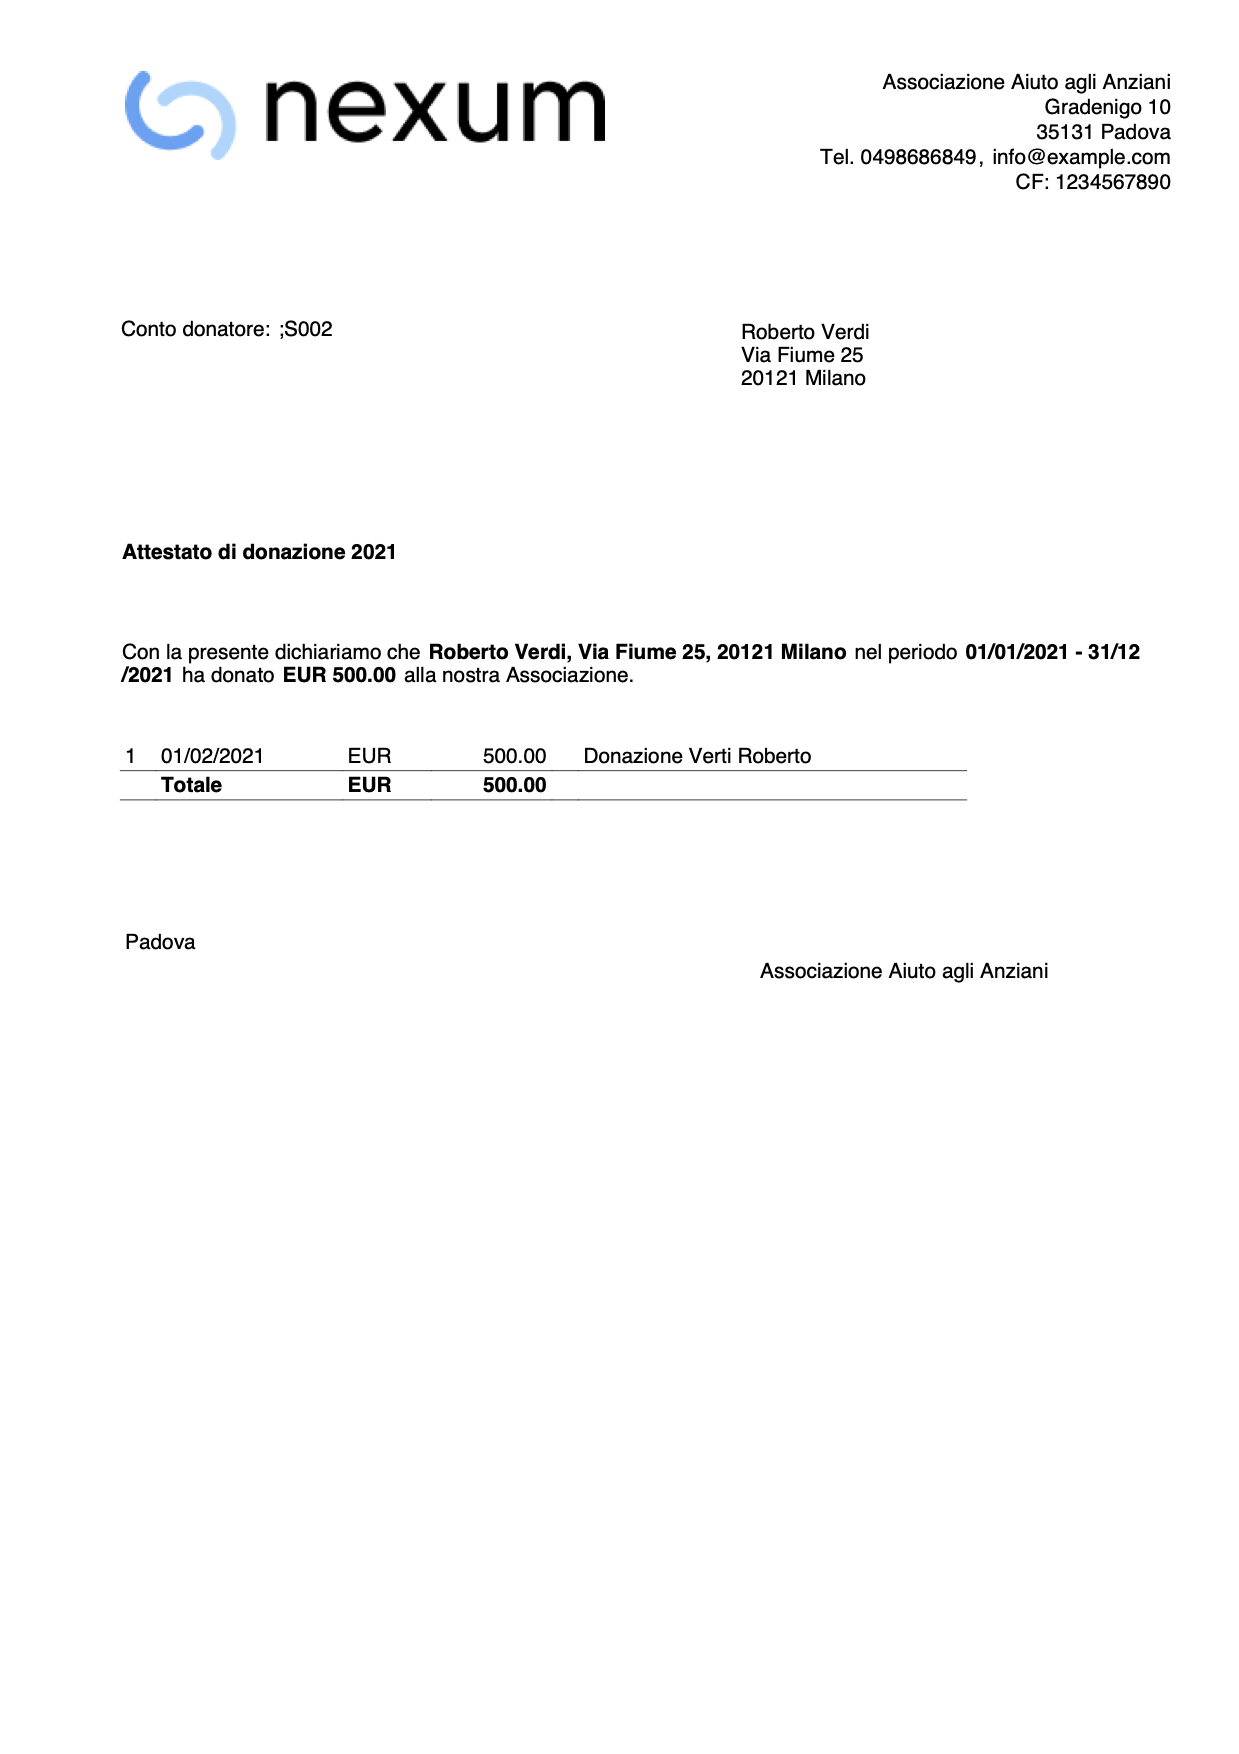 nexum
Associazione Aiuto agli Anziani
Gradenigo 10
35131 Padova
Tel. 0498686849, info@example.com
CF: 1234567890
Conto donatore: ;S002
Roberto Verdi
Via Fiume 25
20121 Milano
Attestato di donazione 2021
Con la presente dichiariamo che Roberto Verdi, Via Fiume 25, 20121 Milano nel periodo 01/01/2021 - 31/12
/2021 ha donato EUR 500.00 alla nostra Associazione.
1 01/02/2021 EUR 500.00 Donazione Verti Roberto
Totale EUR 500.00
Padova
Associazione Aiuto agli Anziani